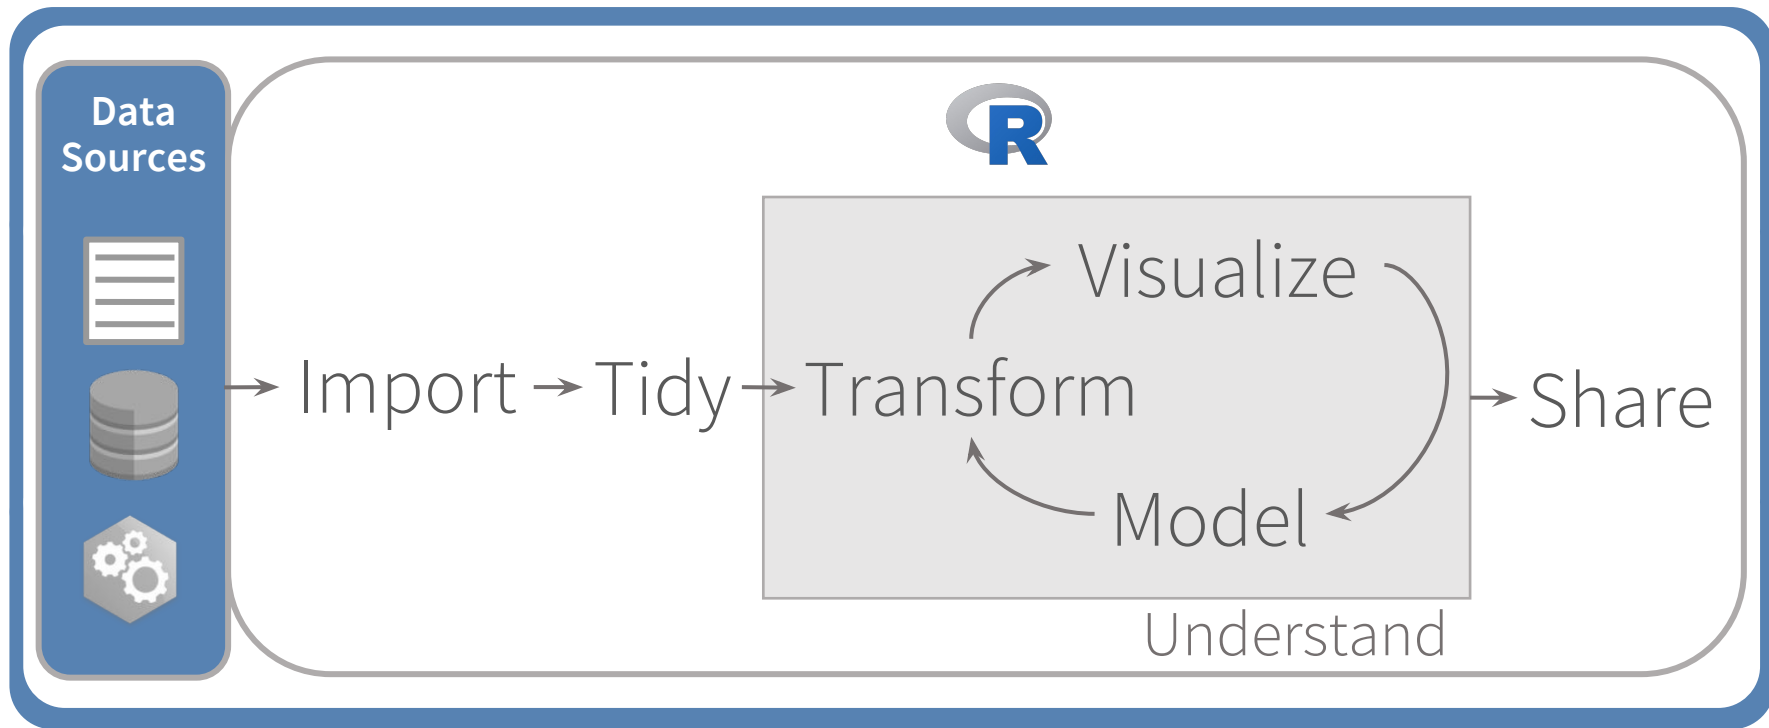 Data
Sources
R
Visualize
Import
Tidy
Transform
Share
Model
Understand